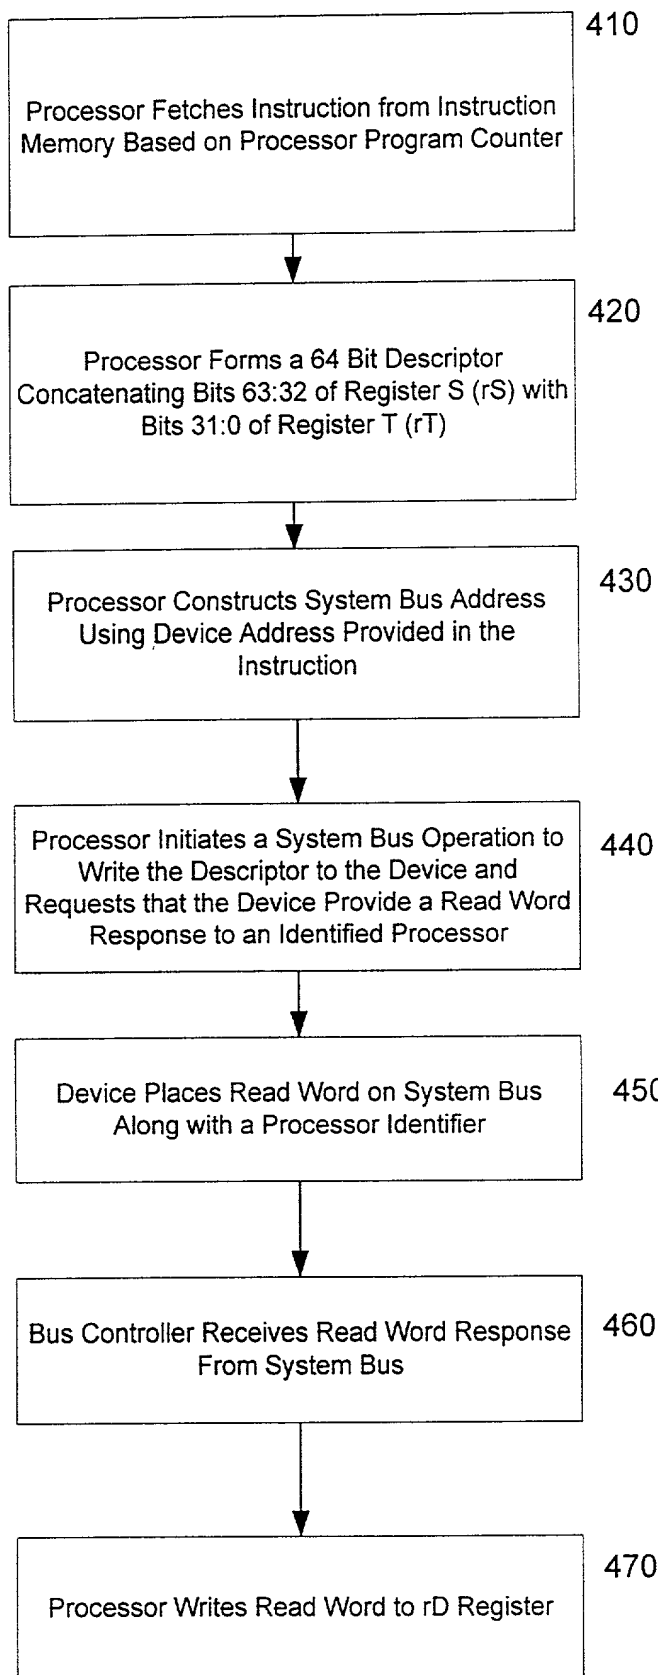 410
Processor Fetches Instruction from Instruction
Memory Based on Processor Program Counter
420
Processor Forms a 64 Bit Descriptor
Concatenating Bits 63:32 of Register S (rS) with
Bits 31:0 of Register T (rT)
430
Processor Constructs System Bus Address
Using Device Address Provided in the
Instruction
440
Processor Initiates a System Bus Operation to
Write the Descriptor to the Device and
Requests that the Device Provide a Read Word
Response to an Identified Processor
450
Device Places Read Word on System Bus
Along with a Processor Identifier
460
Bus Controller Receives Read Word Response
From System Bus
470
Processor Writes Read Word to rD Register